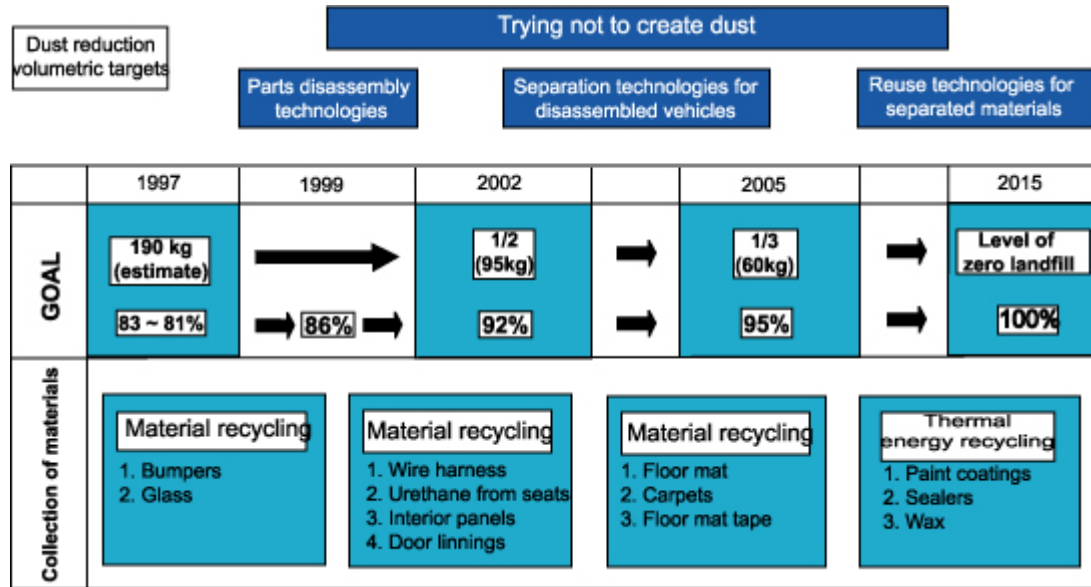 Trying not to create dust
Dust reduction
volumetric targets
Parts disassembly
technologies
Separation technologies for
disassembled vehicles
Reuse technologies for
separated materials
1997
1999
2002
2005
2015
GOAL
190 kg
(estimate)
1/2
(95kg)
1/3
(60kg)
Level of
zero landfill
83 ~ 81%
86%
92%
95%
100%
Collection of materials
Material recycling
1. Bumpers
2. Glass
Material recycling
1. Wire harness
2. Urethane from seats
3. Interior panels
4. Door linnings
Material recycling
1. Floor mat
2. Carpets
3. Floor mat tape
Thermal
energy recycling
1. Paint coatings
2. Sealers
3. Wax